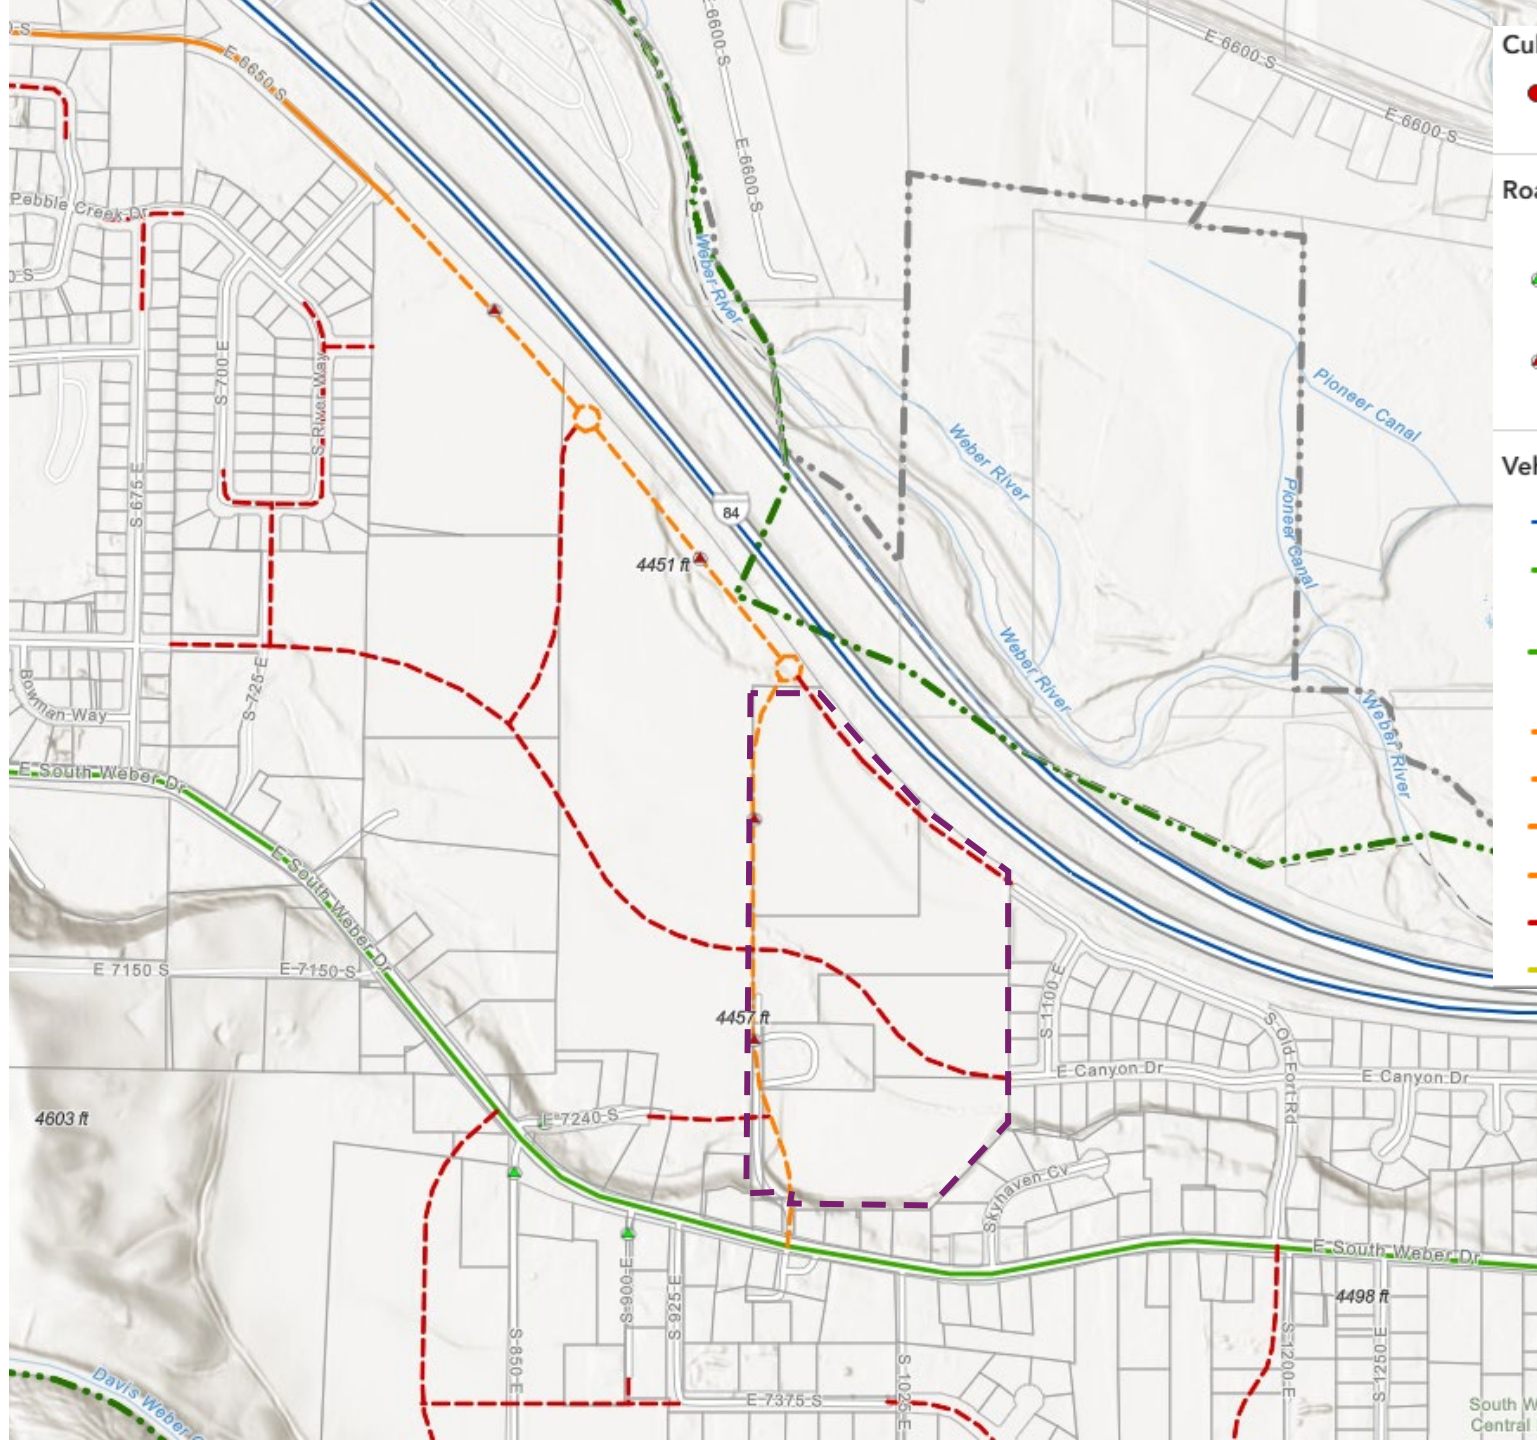 E 6650 S
E 6600 S
E 6600 S
E 6600 S
E 6600 S
Cul
Roa
Veh
Pebble Creek Dr
Weber River
S 700 E
S River Way
S 675 E
Pioneer Canal
Pioneer Canal
Weber River
84
4451 ft
Weber River
Weber River
Bowman Way
S 725 E
E South Weber Dr
E South Weber Dr
E 7150 S
E 7150 S
4457 ft
S 1100 E
S Old Fort Rd
E Canyon Dr
E Canyon Dr
4603 ft
E 7240 S
Skyhaven Cv
E South Weber Dr
4498 ft
S 850 E
S 900 E
S 925 E
S 1025 E
S 1200 E
S 1250 E
E 7375 S
Davis Weber C
South W
Central